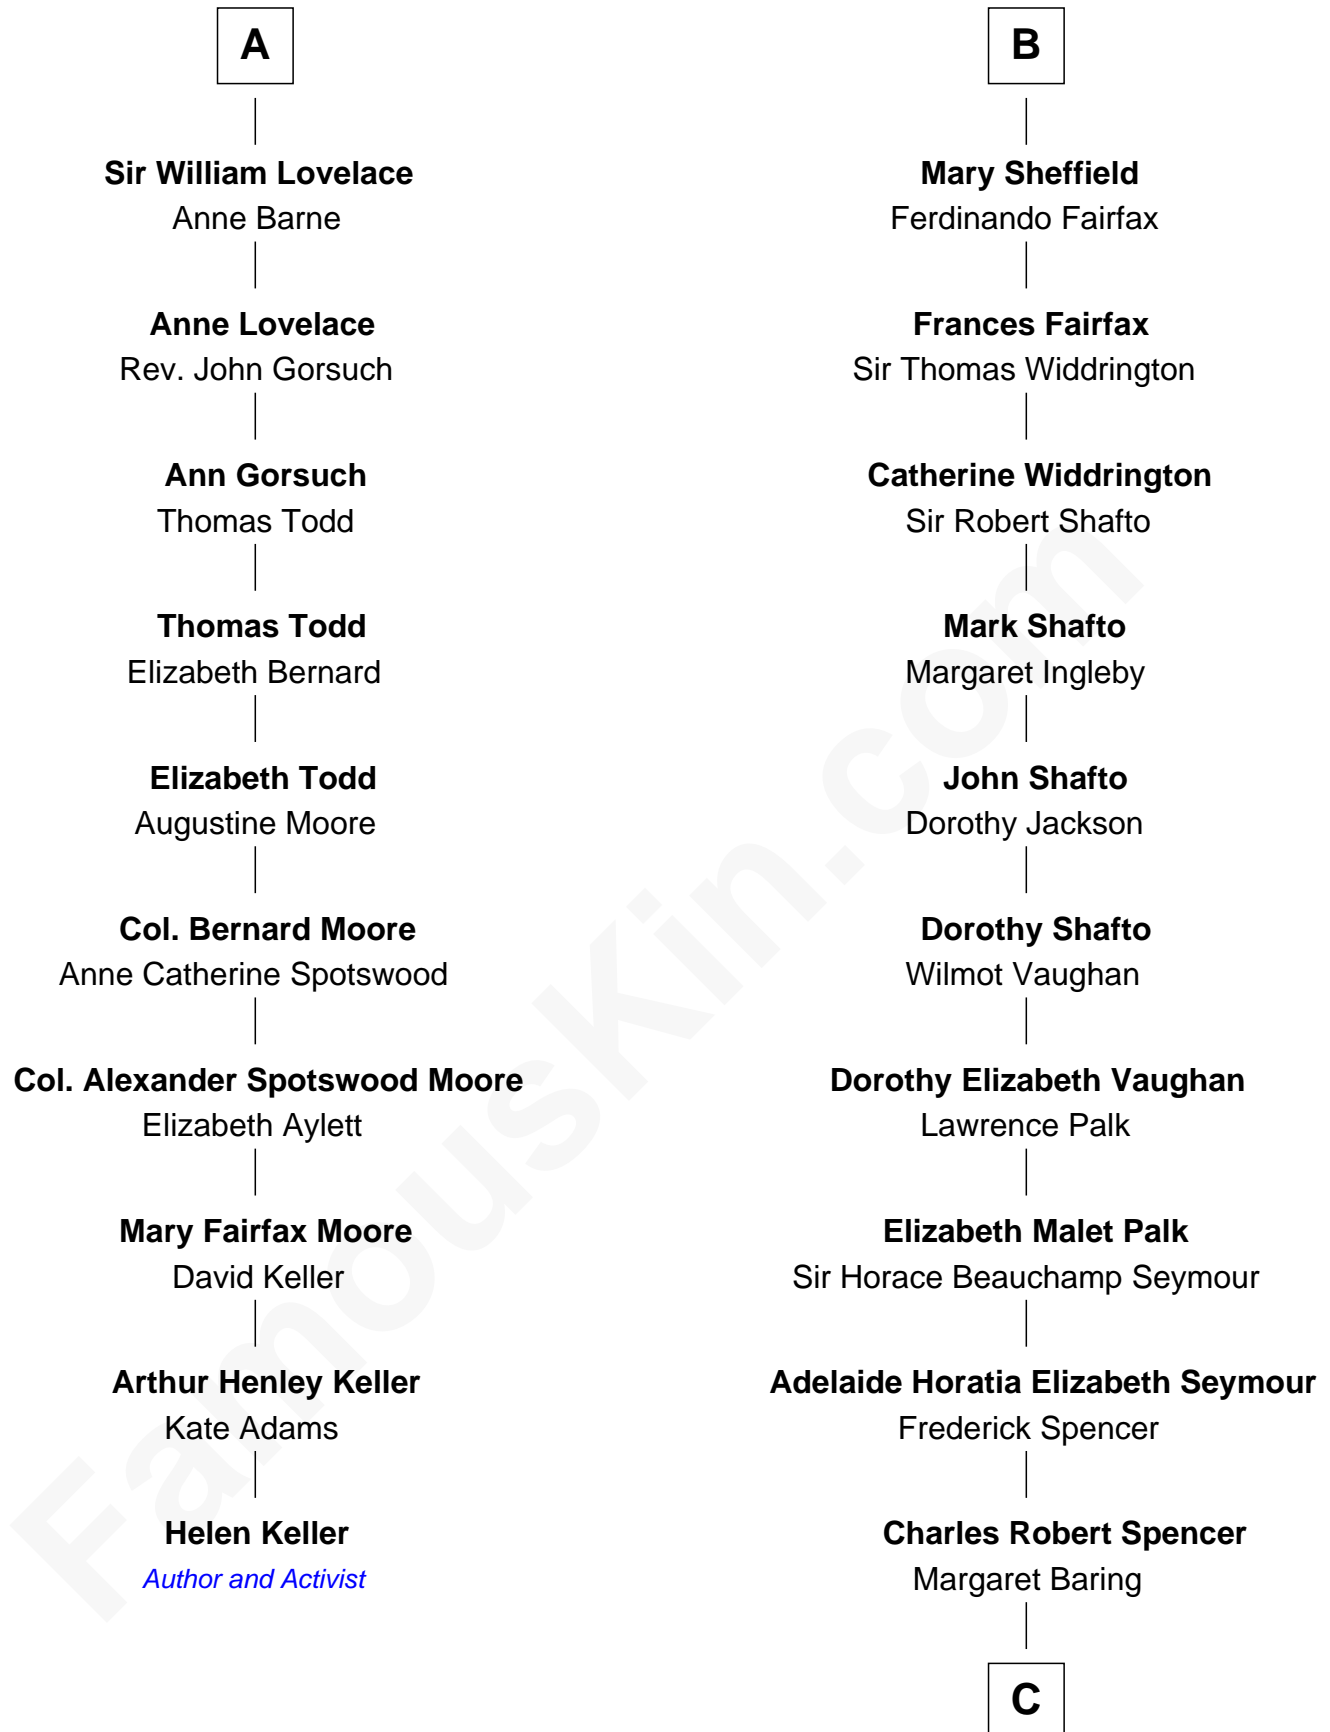 A
Sir William Lovelace
Anne Barne
Anne Lovelace
Rev. John Gorsuch
Ann Gorsuch
Thomas Todd
Thomas Todd
Elizabeth Bernard
Elizabeth Todd
Augustine Moore
Col. Bernard Moore
Anne Catherine Spotswood
Col. Alexander Spotswood Moore
Elizabeth Aylett
Mary Fairfax Moore
David Keller
Arthur Henley Keller
Kate Adams
Helen Keller
Author and Activist
B
Mary Sheffield
Ferdinando Fairfax
Frances Fairfax
Sir Thomas Widdrington
Catherine Widdrington
Sir Robert Shafto
Mark Shafto
Margaret Ingleby
John Shafto
Dorothy Jackson
Dorothy Shafto
Wilmot Vaughan
Dorothy Elizabeth Vaughan
Lawrence Palk
Elizabeth Malet Palk
Sir Horace Beauchamp Seymour
Adelaide Horatia Elizabeth Seymour
Frederick Spencer
Charles Robert Spencer
Margaret Baring
C
FamousKin.com